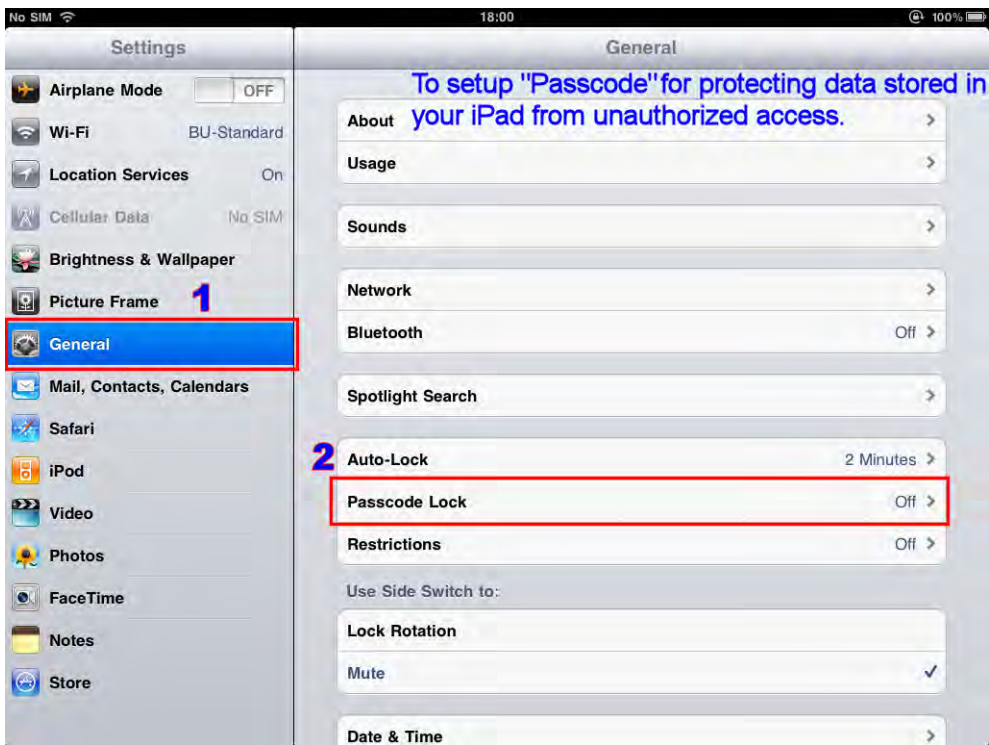 No SIM 18:00 100%
Settings
Airplane Mode OFF
Wi-Fi BU-Standard
Location Services On
Cellular Data No SIM
Brightness & Wallpaper
Picture Frame 1
General
Mail, Contacts, Calendars
Safari
iPod
Video
Photos
FaceTime
Notes
Store
General
To setup "Passcode"for protecting data stored in
your iPad from unauthorized access.
About
Usage
Sounds
Network
Bluetooth Off
Spotlight Search
2 Auto-Lock 2 Minutes
Passcode Lock Off
Restrictions Off
Use Side Switch to:
Lock Rotation
Mute
Date & Time